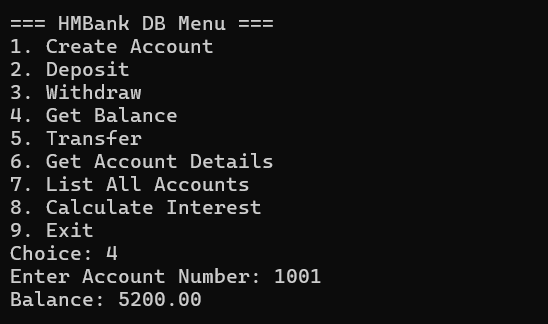 === HMBank DB Menu ===
1. Create Account
2. Deposit
3. Withdraw
4. Get Balance
5. Transfer
6. Get Account Details
7. List All Accounts
8. Calculate Interest
9. Exit
Choice: 4
Enter Account Number: 1001
Balance: 5200.00